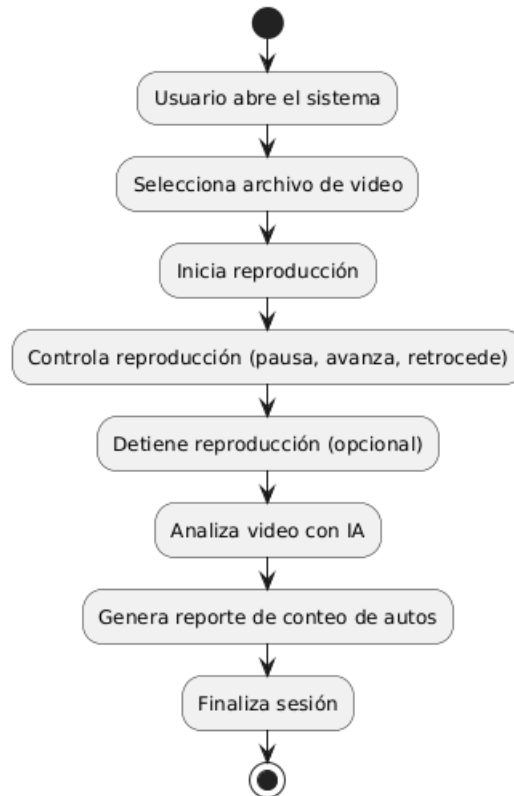 Usuario abre el sistema
Selecciona archivo de video
Inicia reproducción
Controla reproducción (pausa, avanza, retrocede)
Detiene reproducción (opcional)
Analiza video con IA
Genera reporte de conteo de autos
Finaliza sesión